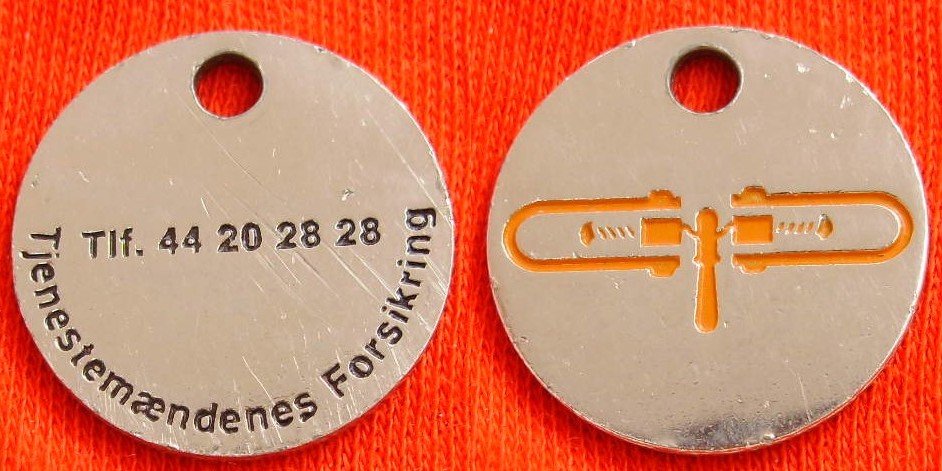 Tlf. 44 20 28 28
Tjenestemændenes Forsikring